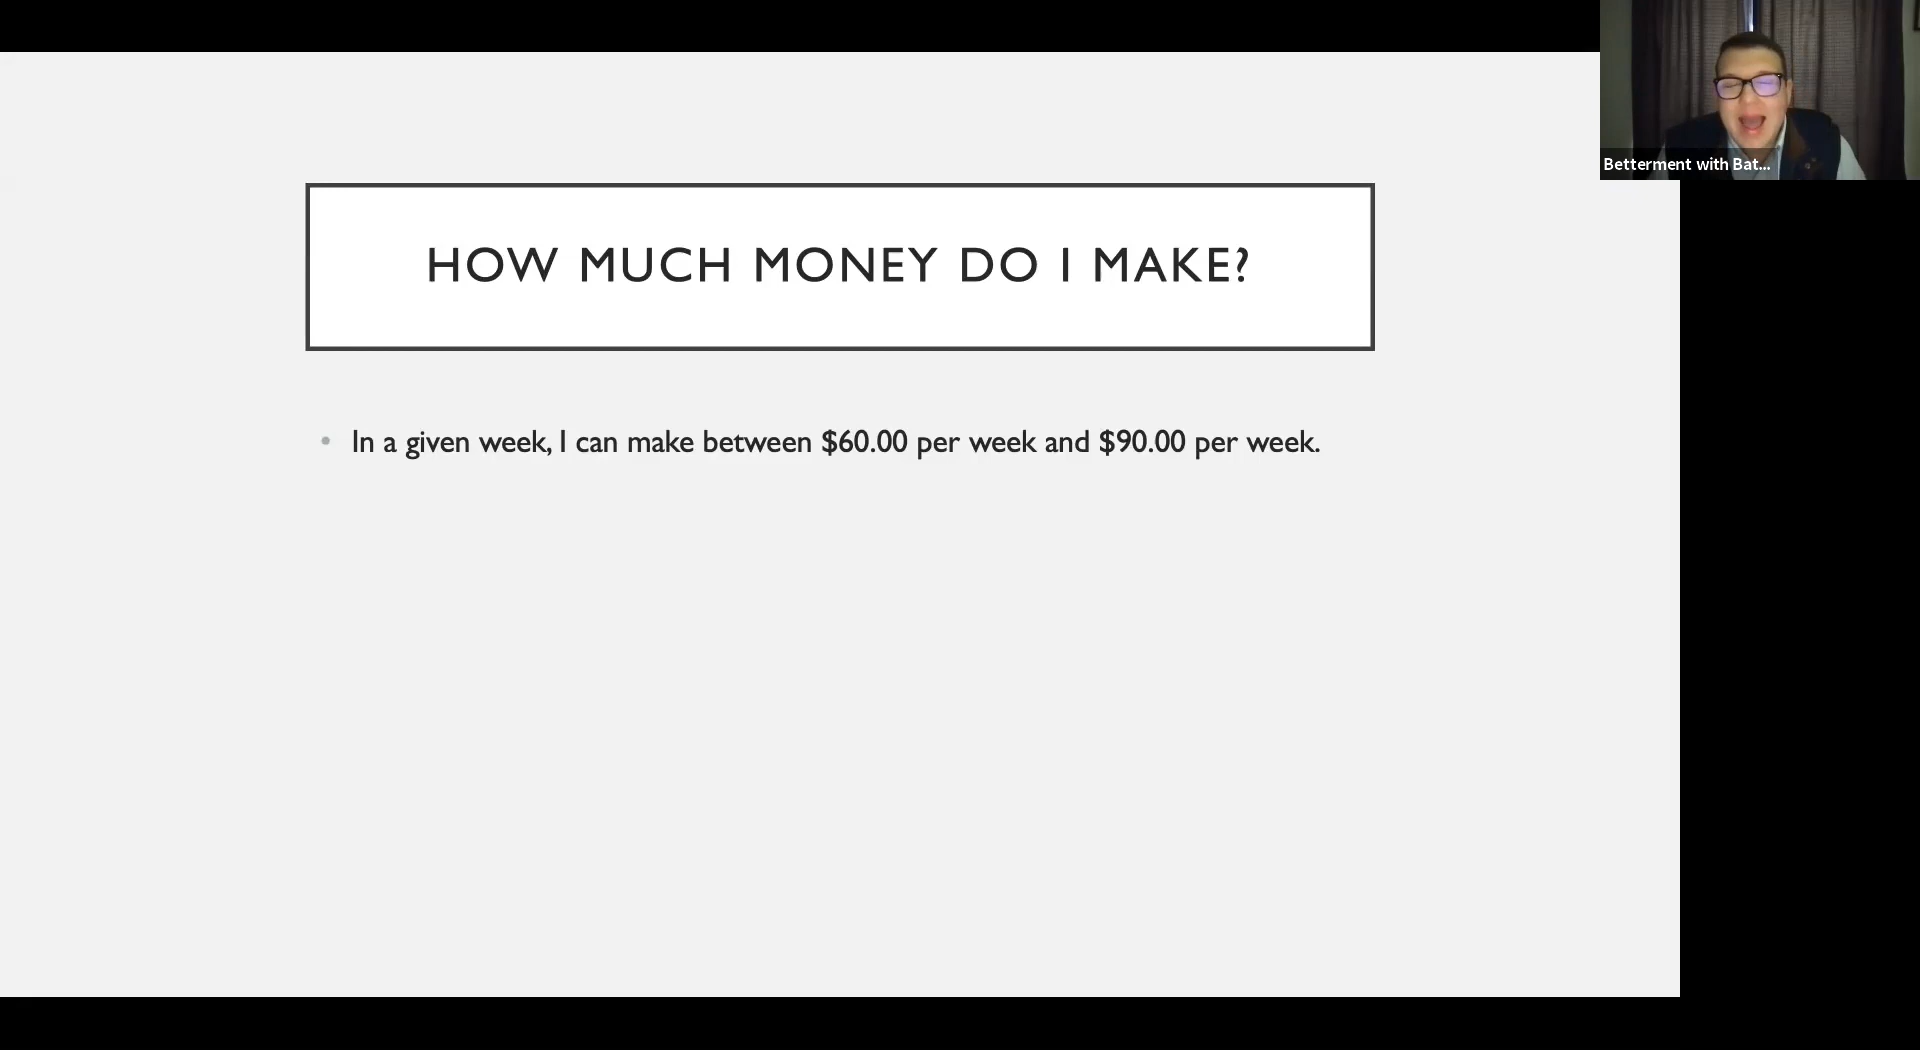 HOW MUCH MONEY DO I MAKE?
• In a given week, I can make between $60.00 per week and $90.00 per week.
Betterment with Bat...